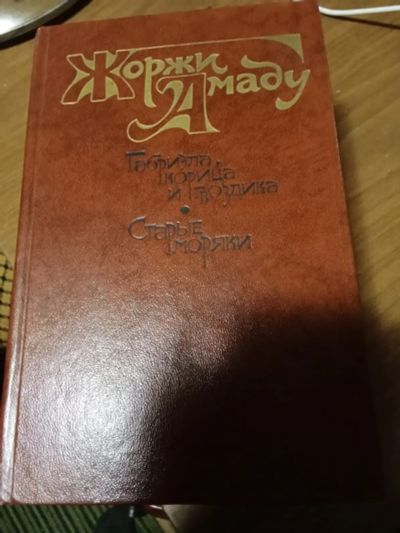 Жоржи
Амаду
Габриэла
корица
и гвоздика
•
Старые
моряки